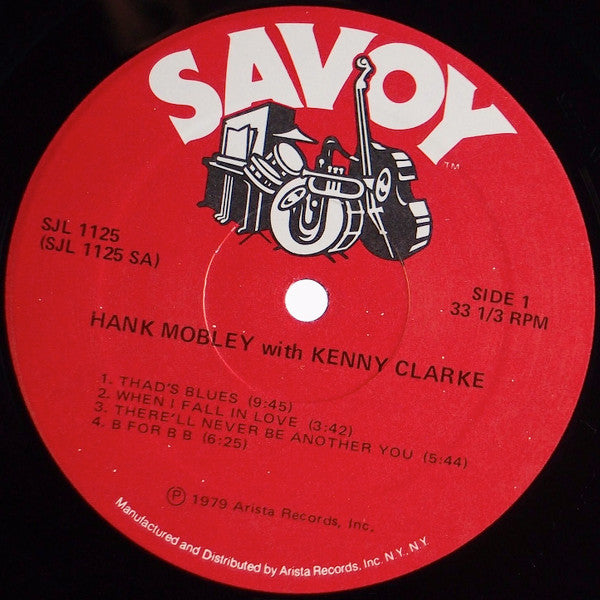 SAVOY
TM
SJL 1125
(SJL 1125 SA)
SIDE 1
33 1/3 RPM
HANK MOBLEY with KENNY CLARKE
1. THAD'S BLUES (9:45)
2. WHEN I FALL IN LOVE (3:42)
3. THERE'LL NEVER BE ANOTHER YOU (5:44)
4. B FOR B B (6:25)
Ⓟ 1979 Arista Records, Inc.
Manufactured and Distributed by Arista Records, Inc. N.Y., N.Y.